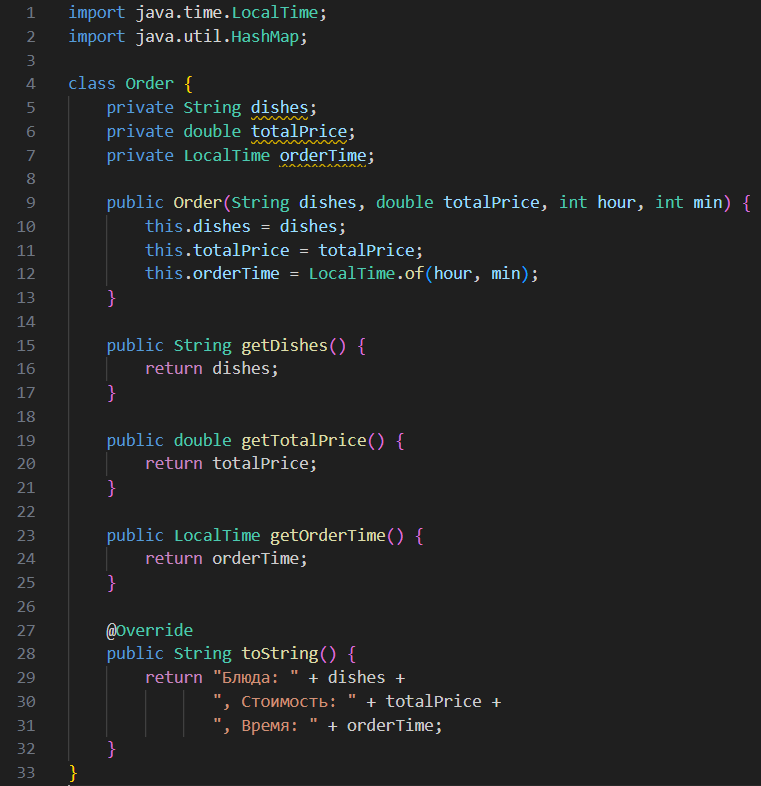 1 import java.time.LocalTime;
2 import java.util.HashMap;
3
4 class Order {
5     private String dishes;
6     private double totalPrice;
7     private LocalTime orderTime;
8
9     public Order(String dishes, double totalPrice, int hour, int min) {
10         this.dishes = dishes;
11         this.totalPrice = totalPrice;
12         this.orderTime = LocalTime.of(hour, min);
13     }
14
15     public String getDishes() {
16         return dishes;
17     }
18
19     public double getTotalPrice() {
20         return totalPrice;
21     }
22
23     public LocalTime getOrderTime() {
24         return orderTime;
25     }
26
27     @Override
28     public String toString() {
29         return "Блюда: " + dishes +
30                ", Стоимость: " + totalPrice +
31                ", Время: " + orderTime;
32     }
33 }